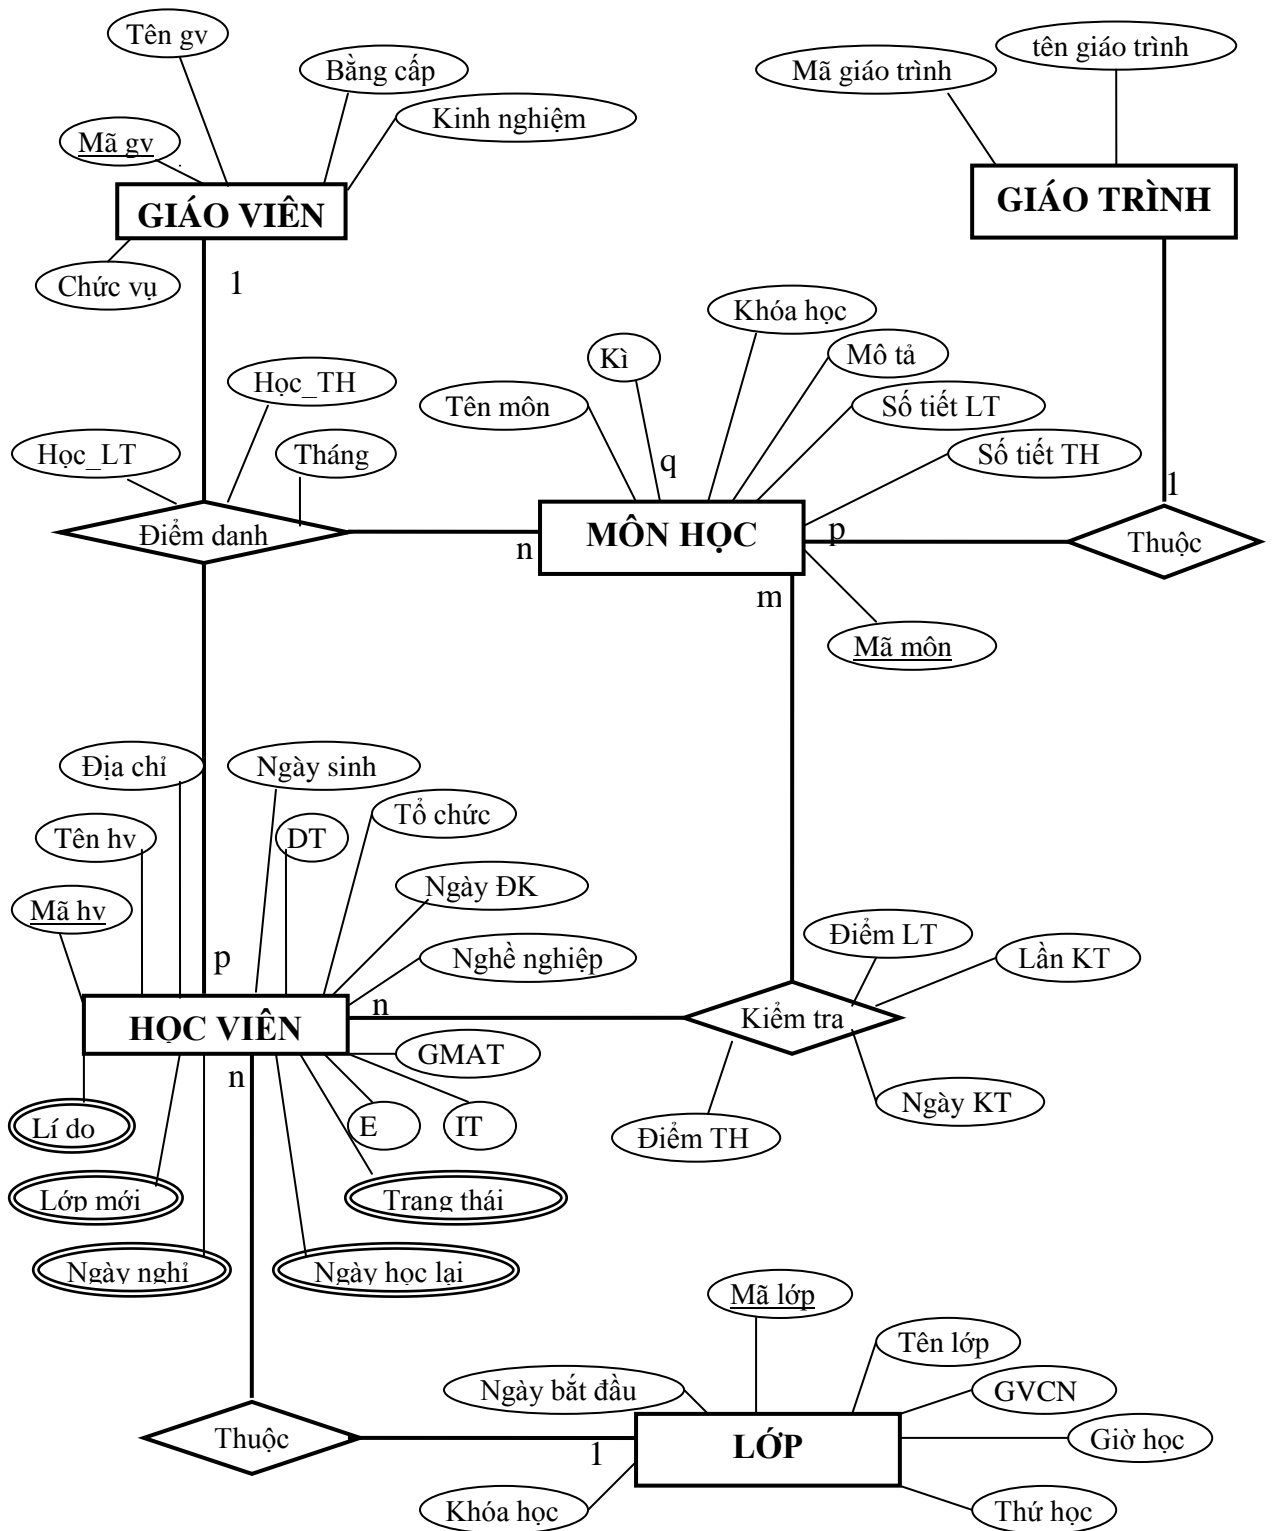 Tên gv
tên giáo trình
Bằng cấp
Mã giáo trình
Kinh nghiệm
Mã gv
GIÁO VIÊN
GIÁO TRÌNH
Chức vụ
1
Khóa học
Kì
Mô tả
Học_TH
Tên môn
Số tiết LT
Học_LT
Tháng
q
Số tiết TH
1
Điểm danh
n
MÔN HỌC
p
Thuộc
m
Mã môn
Địa chỉ
Ngày sinh
Tổ chức
Tên hv
DT
Ngày ĐK
Mã hv
Điểm LT
p
Nghề nghiệp
Lần KT
n
HỌC VIÊN
Kiểm tra
GMAT
n
Ngày KT
Lí do
E
IT
Điểm TH
Lớp mới
Trang thái
Ngày nghỉ
Ngày học lại
Mã lớp
Tên lớp
Ngày bắt đầu
GVCN
Thuộc
1
LỚP
Giờ học
Khóa học
Thứ học